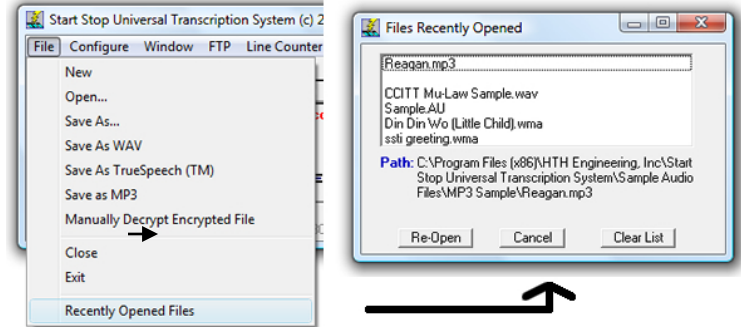 Start Stop Universal Transcription System (c) 2
File Configure Window FTP Line Counter
New
Open...
Save As...
Save As WAV
Save As TrueSpeech (TM)
Save as MP3
Manually Decrypt Encrypted File
Close
Exit
Recently Opened Files
Files Recently Opened
Reagan.mp3
CCITT Mu-Law Sample.wav
Sample.AU
Din Din Wo (Little Child).wma
ssti greeting.wma
Path: C:\Program Files (x86)\HTH Engineering, Inc\Start
Stop Universal Transcription System\Sample Audio
Files\MP3 Sample\Reagan.mp3
Re-Open Cancel Clear List